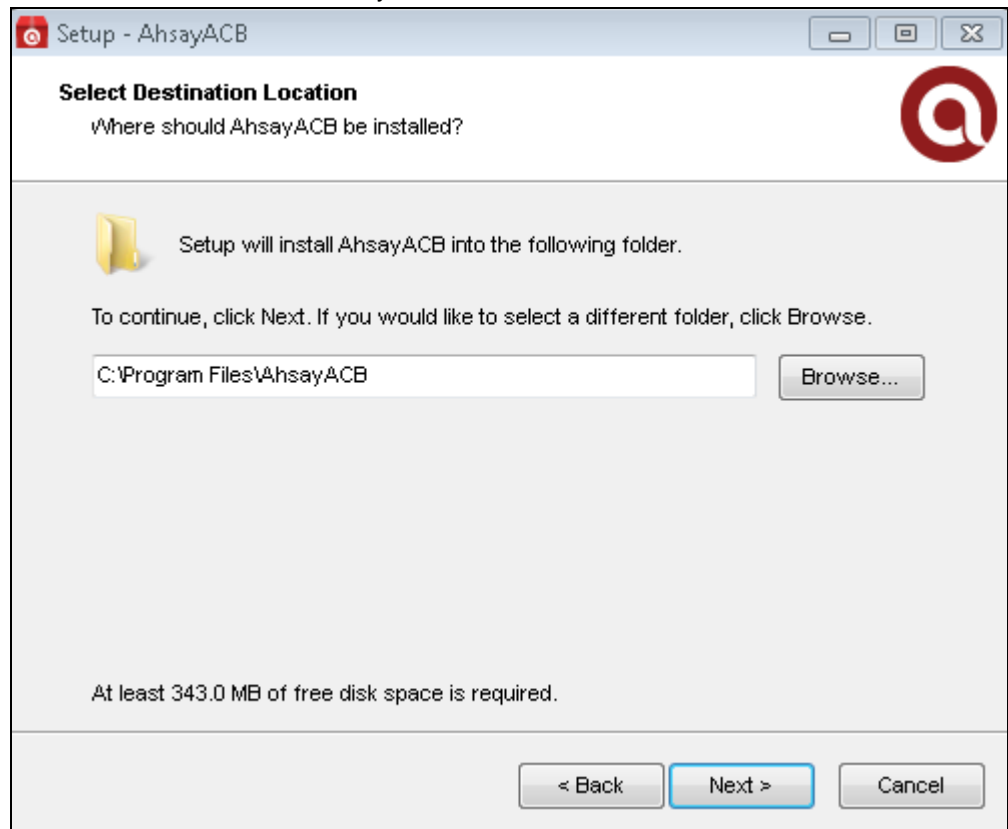 Setup - AhsayACB
Select Destination Location
Where should AhsayACB be installed?
Setup will install AhsayACB into the following folder.
To continue, click Next. If you would like to select a different folder, click Browse.
C:\Program Files\AhsayACB
Browse...
At least 343.0 MB of free disk space is required.
< Back
Next >
Cancel